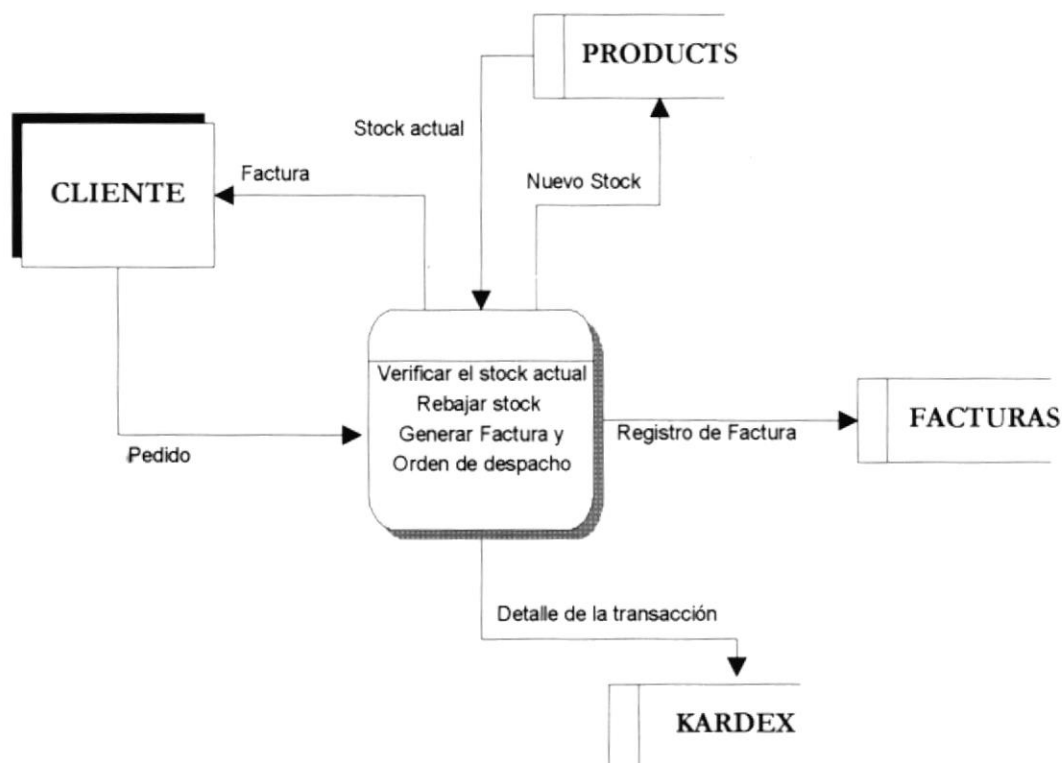 PRODUCTS
Stock actual
CLIENTE
Factura
Nuevo Stock
Verificar el stock actual
Rebajar stock
Generar Factura y
Orden de despacho
Pedido
Registro de Factura
FACTURAS
Detalle de la transacción
KARDEX